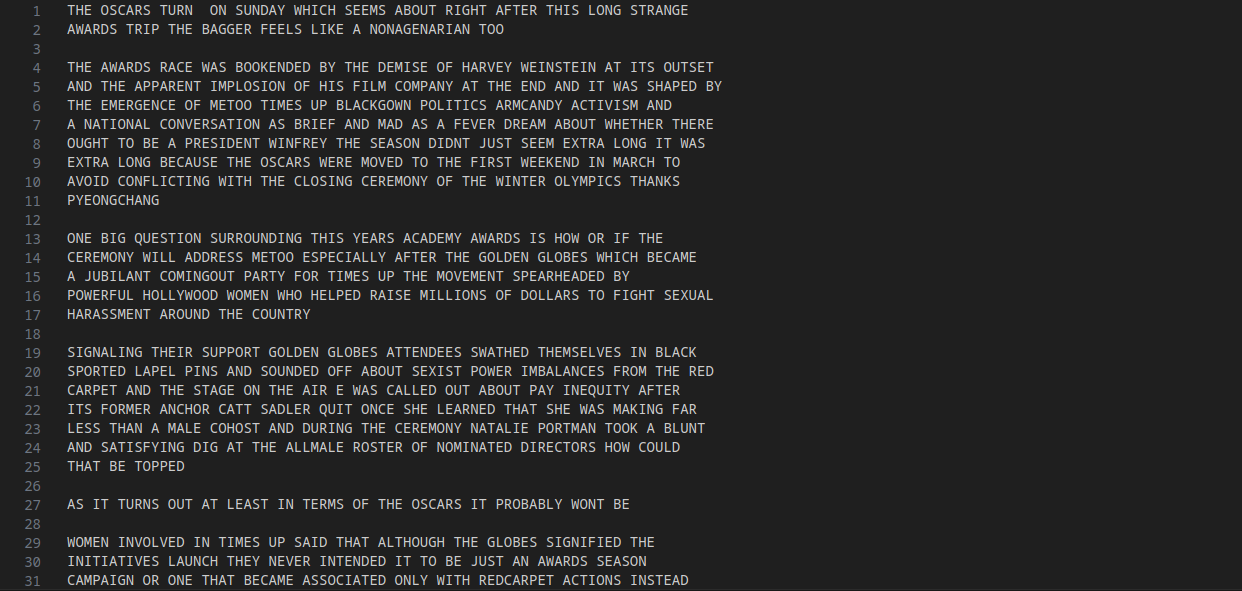 1 THE OSCARS TURN  ON SUNDAY WHICH SEEMS ABOUT RIGHT AFTER THIS LONG STRANGE
2 AWARDS TRIP THE BAGGER FEELS LIKE A NONAGENARIAN TOO
3
4 THE AWARDS RACE WAS BOOKENDED BY THE DEMISE OF HARVEY WEINSTEIN AT ITS OUTSET
5 AND THE APPARENT IMPLOSION OF HIS FILM COMPANY AT THE END AND IT WAS SHAPED BY
6 THE EMERGENCE OF METOO TIMES UP BLACKGOWN POLITICS ARMCANDY ACTIVISM AND
7 A NATIONAL CONVERSATION AS BRIEF AND MAD AS A FEVER DREAM ABOUT WHETHER THERE
8 OUGHT TO BE A PRESIDENT WINFREY THE SEASON DIDNT JUST SEEM EXTRA LONG IT WAS
9 EXTRA LONG BECAUSE THE OSCARS WERE MOVED TO THE FIRST WEEKEND IN MARCH TO
10 AVOID CONFLICTING WITH THE CLOSING CEREMONY OF THE WINTER OLYMPICS THANKS
11 PYEONGCHANG
12
13 ONE BIG QUESTION SURROUNDING THIS YEARS ACADEMY AWARDS IS HOW OR IF THE
14 CEREMONY WILL ADDRESS METOO ESPECIALLY AFTER THE GOLDEN GLOBES WHICH BECAME
15 A JUBILANT COMINGOUT PARTY FOR TIMES UP THE MOVEMENT SPEARHEADED BY
16 POWERFUL HOLLYWOOD WOMEN WHO HELPED RAISE MILLIONS OF DOLLARS TO FIGHT SEXUAL
17 HARASSMENT AROUND THE COUNTRY
18
19 SIGNALING THEIR SUPPORT GOLDEN GLOBES ATTENDEES SWATHED THEMSELVES IN BLACK
20 SPORTED LAPEL PINS AND SOUNDED OFF ABOUT SEXIST POWER IMBALANCES FROM THE RED
21 CARPET AND THE STAGE ON THE AIR E WAS CALLED OUT ABOUT PAY INEQUITY AFTER
22 ITS FORMER ANCHOR CATT SADLER QUIT ONCE SHE LEARNED THAT SHE WAS MAKING FAR
23 LESS THAN A MALE COHOST AND DURING THE CEREMONY NATALIE PORTMAN TOOK A BLUNT
24 AND SATISFYING DIG AT THE ALLMALE ROSTER OF NOMINATED DIRECTORS HOW COULD
25 THAT BE TOPPED
26
27 AS IT TURNS OUT AT LEAST IN TERMS OF THE OSCARS IT PROBABLY WONT BE
28
29 WOMEN INVOLVED IN TIMES UP SAID THAT ALTHOUGH THE GLOBES SIGNIFIED THE
30 INITIATIVES LAUNCH THEY NEVER INTENDED IT TO BE JUST AN AWARDS SEASON
31 CAMPAIGN OR ONE THAT BECAME ASSOCIATED ONLY WITH REDCARPET ACTIONS INSTEAD